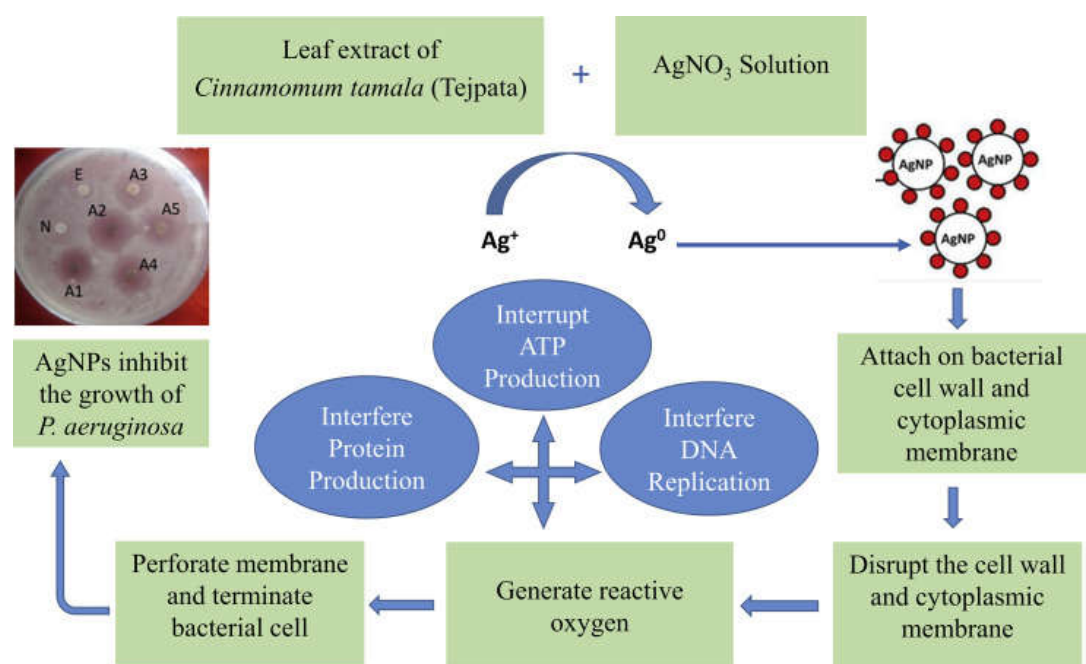 Leaf extract of
Cinnamomum tamala (Tejpata)
+
AgNO₃ Solution
E
A3
A2
A5
N
A4
A1
Ag⁺
Ag⁰
AgNP
AgNP
AgNP
Interrupt
ATP
Production
Interfere
Protein
Production
Interfere
DNA
Replication
AgNPs inhibit
the growth of
P. aeruginosa
Attach on bacterial
cell wall and
cytoplasmic
membrane
Perforate membrane
and terminate
bacterial cell
Generate reactive
oxygen
Disrupt the cell wall
and cytoplasmic
membrane